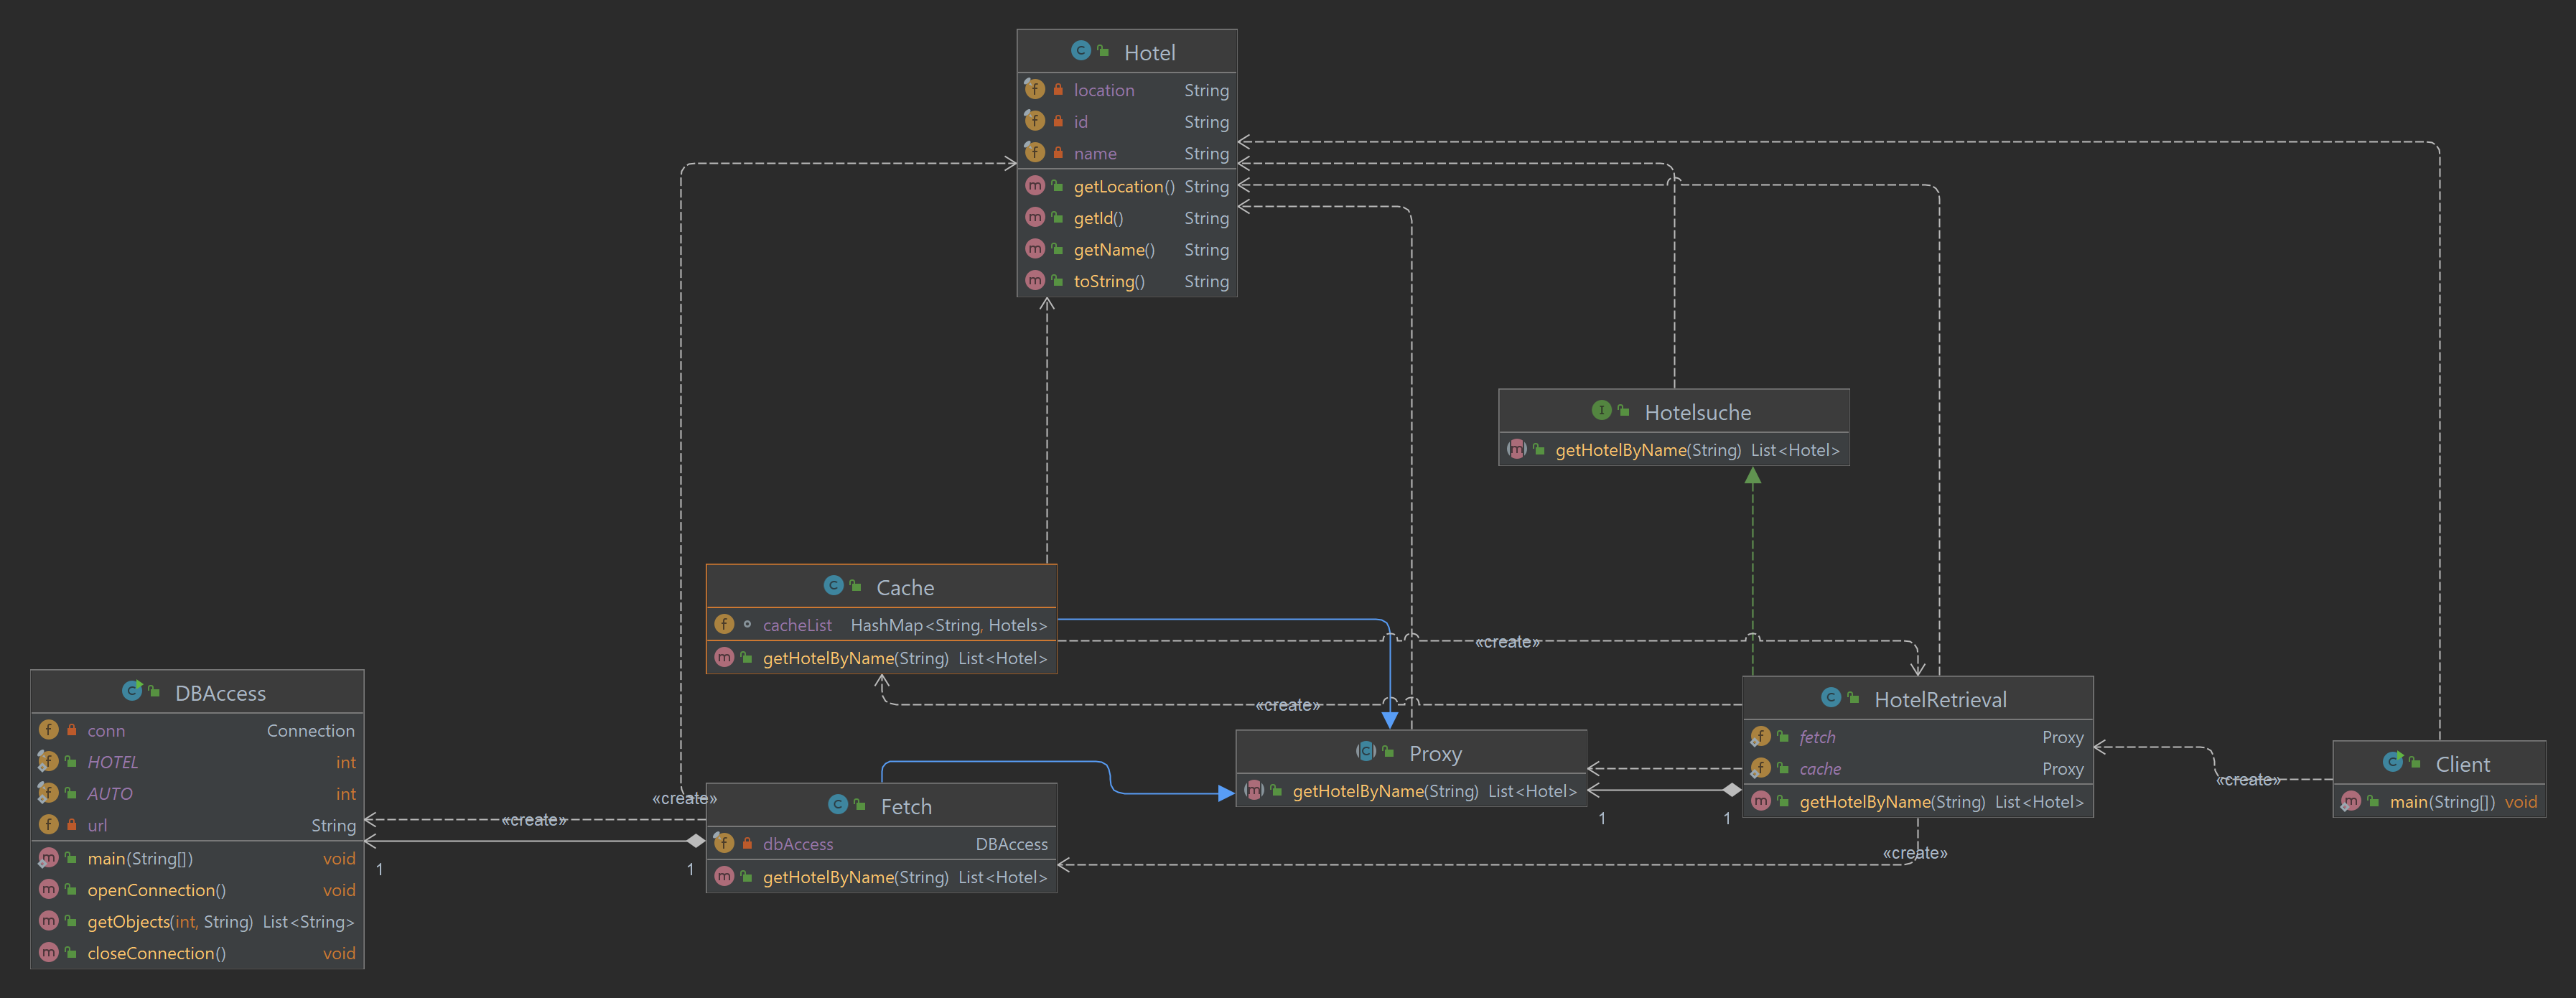 Hotel
location String
id String
name String
getLocation() String
getId() String
getName() String
toString() String
Hotelsuche
getHotelByName(String) List<Hotel>
Cache
cacheList HashMap<String, Hotels>
getHotelByName(String) List<Hotel>
«create»
«create»
DBAccess
conn Connection
HOTEL int
AUTO int
url String
main(String[]) void
openConnection() void
getObjects(int, String) List<String>
closeConnection() void
«create»
«create»
1
1
Fetch
dbAccess DBAccess
getHotelByName(String) List<Hotel>
Proxy
getHotelByName(String) List<Hotel>
1
1
HotelRetrieval
fetch Proxy
cache Proxy
getHotelByName(String) List<Hotel>
«create»
«create»
Client
main(String[]) void